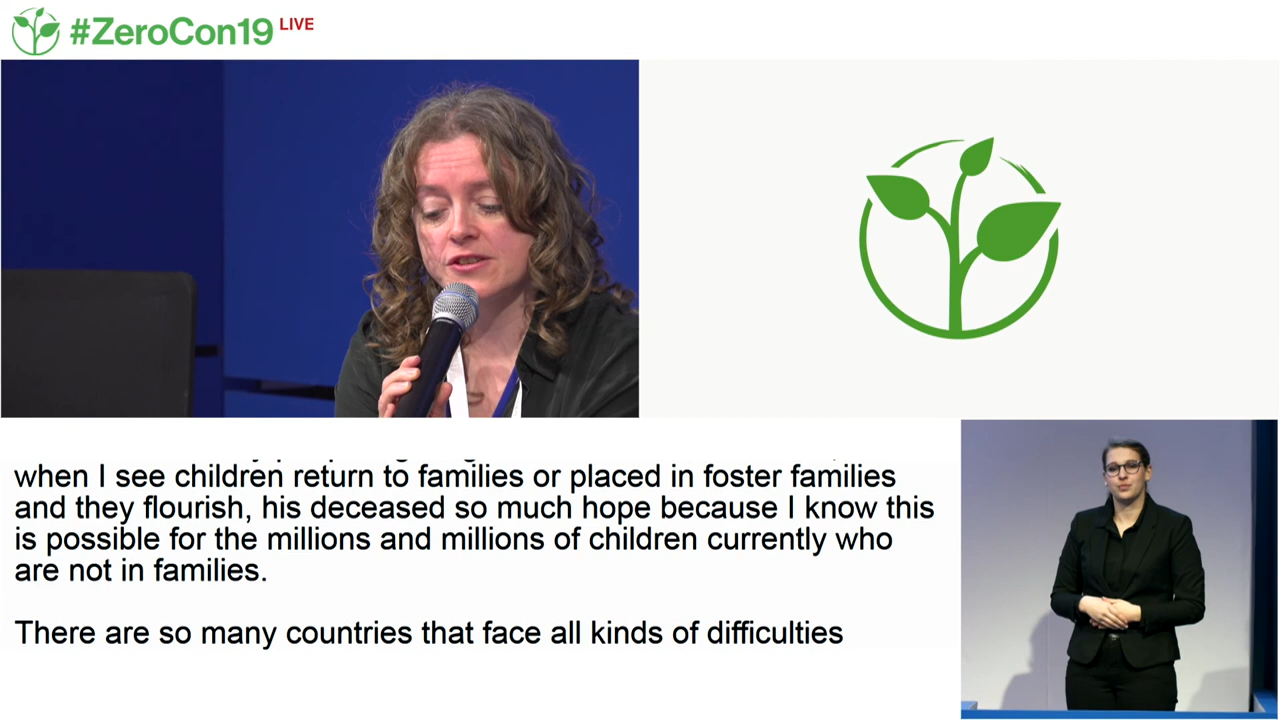 #ZeroCon19 LIVE
when I see children return to families or placed in foster families
and they flourish, his deceased so much hope because I know this
is possible for the millions and millions of children currently who
are not in families.
There are so many countries that face all kinds of difficulties